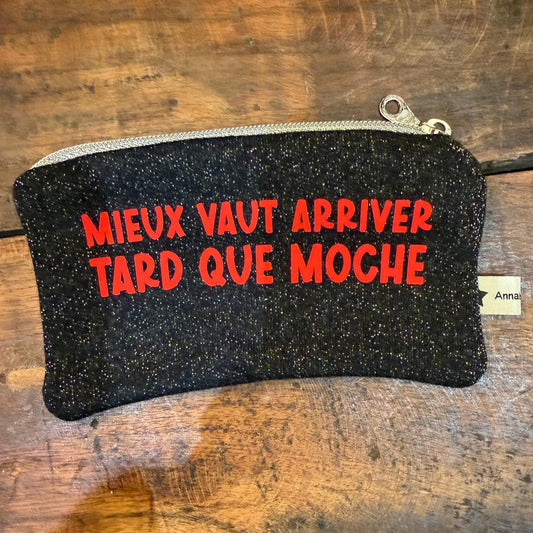 MIEUX VAUT ARRIVER
TARD QUE MOCHE